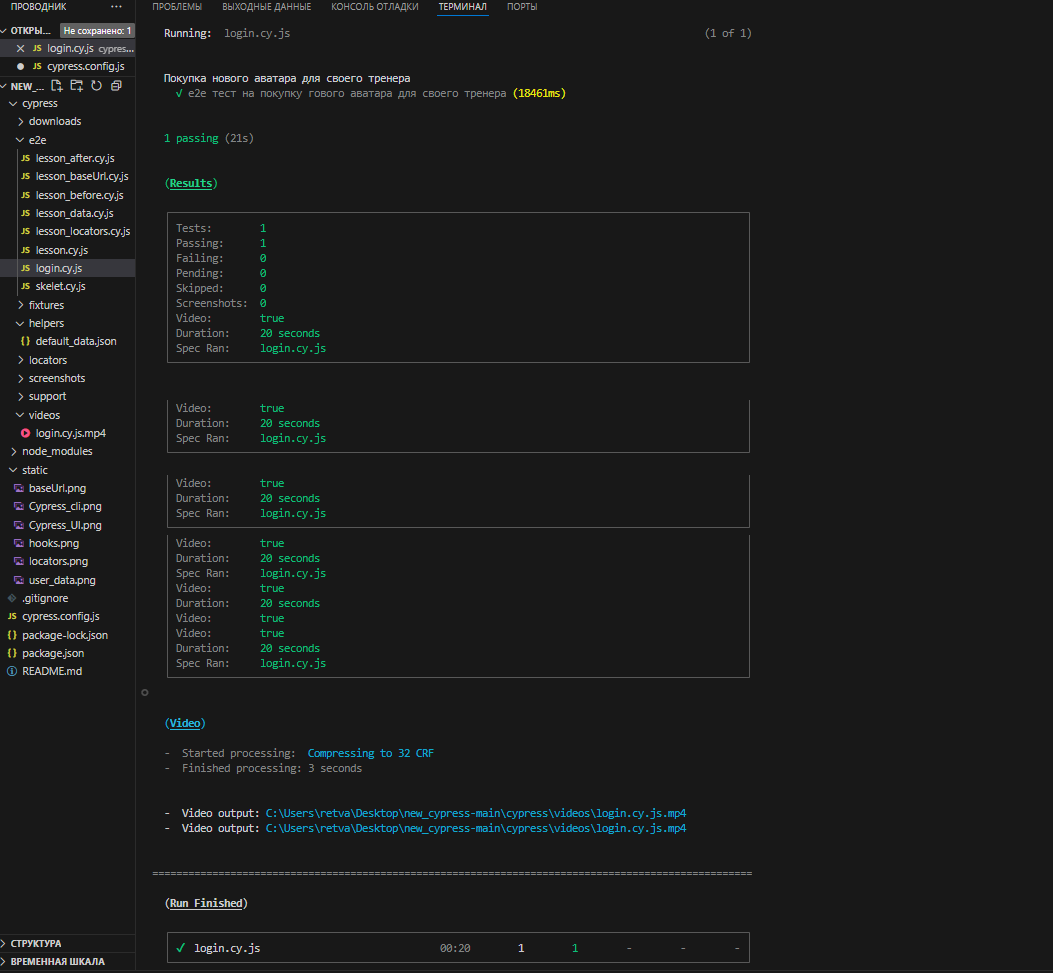 ПРОВОДНИК ···
ОТКРЫ... Не сохранено: 1
JS login.cy.js cypres...
JS cypress.config.js
NEW_...
cypress
downloads
e2e
JS lesson_after.cy.js
JS lesson_baseUrl.cy.js
JS lesson_before.cy.js
JS lesson_data.cy.js
JS lesson_locators.cy.js
JS lesson.cy.js
JS login.cy.js
JS skelet.cy.js
fixtures
helpers
{} default_data.json
locators
screenshots
support
videos
login.cy.js.mp4
node_modules
static
baseUrl.png
Cypress_cli.png
Cypress_UI.png
hooks.png
locators.png
user_data.png
.gitignore
JS cypress.config.js
{} package-lock.json
{} package.json
README.md
СТРУКТУРА
ВРЕМЕННАЯ ШКАЛА
ПРОБЛЕМЫ ВЫХОДНЫЕ ДАННЫЕ КОНСОЛЬ ОТЛАДКИ ТЕРМИНАЛ ПОРТЫ
Running: login.cy.js (1 of 1)
Покупка нового аватара для своего тренера
√ e2e тест на покупку гового аватара для своего тренера (18461ms)
1 passing (21s)
(Results)
Tests: 1
Passing: 1
Failing: 0
Pending: 0
Skipped: 0
Screenshots: 0
Video: true
Duration: 20 seconds
Spec Ran: login.cy.js
Video: true
Duration: 20 seconds
Spec Ran: login.cy.js
Video: true
Duration: 20 seconds
Spec Ran: login.cy.js
Video: true
Duration: 20 seconds
Spec Ran: login.cy.js
Video: true
Duration: 20 seconds
Video: true
Video: true
Duration: 20 seconds
Spec Ran: login.cy.js
(Video)
- Started processing: Compressing to 32 CRF
- Finished processing: 3 seconds
- Video output: C:\Users\retva\Desktop\new_cypress-main\cypress\videos\login.cy.js.mp4
- Video output: C:\Users\retva\Desktop\new_cypress-main\cypress\videos\login.cy.js.mp4
====================================================================================================
(Run Finished)
✓ login.cy.js 00:20 1 1 - - -